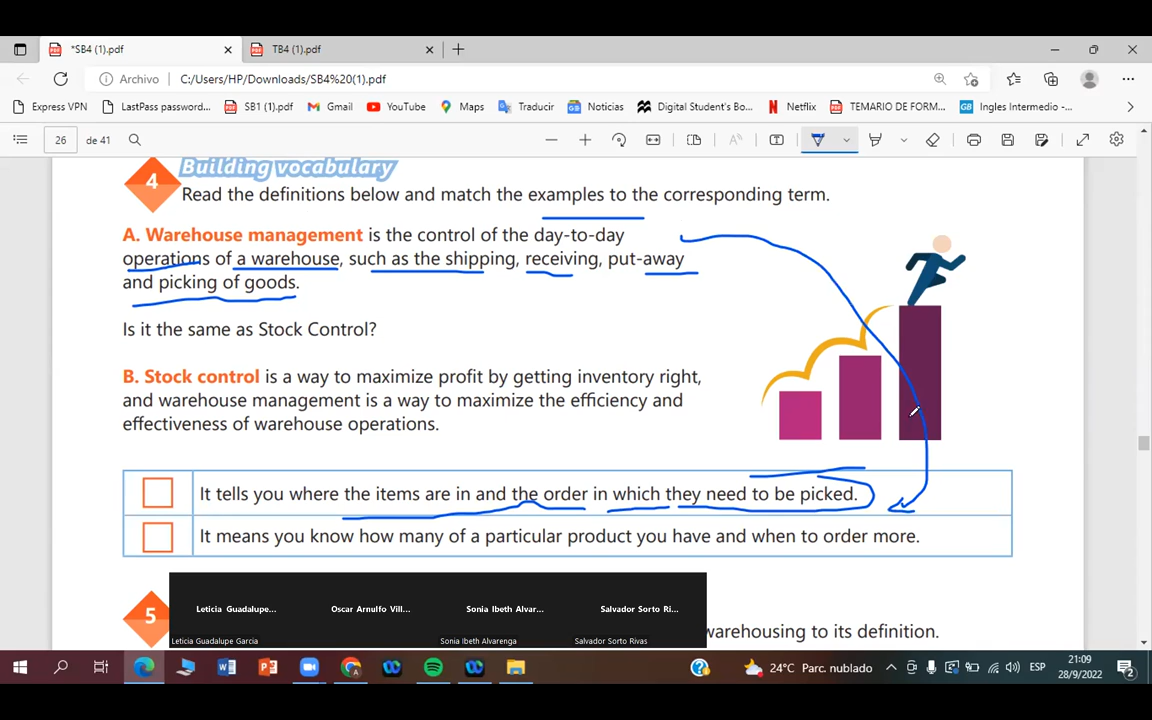 *SB4 (1).pdf
TB4 (1).pdf
Archivo
C:/Users/HP/Downloads/SB4%20(1).pdf
Express VPN
LastPass password...
SB1 (1).pdf
Gmail
YouTube
Maps
Traducir
Noticias
Digital Student's Bo...
Netflix
TEMARIO DE FORM...
Ingles Intermedio -...
26
de 41
4
Building vocabulary
Read the definitions below and match the examples to the corresponding term.
A. Warehouse management is the control of the day-to-day
operations of a warehouse, such as the shipping, receiving, put-away
and picking of goods.
Is it the same as Stock Control?
B. Stock control is a way to maximize profit by getting inventory right,
and warehouse management is a way to maximize the efficiency and
effectiveness of warehouse operations.
It tells you where the items are in and the order in which they need to be picked.
It means you know how many of a particular product you have and when to order more.
5
warehousing to its definition.
Leticia Guadalupe...
Oscar Arnulfo Vill...
Sonia Ibeth Alvar...
Salvador Sorto Ri...
Leticia Guadalupe Garcia
Sonia Ibeth Alvarenga
Salvador Sorto Rivas
24°C Parc. nublado
ESP
21:09
28/9/2022
2